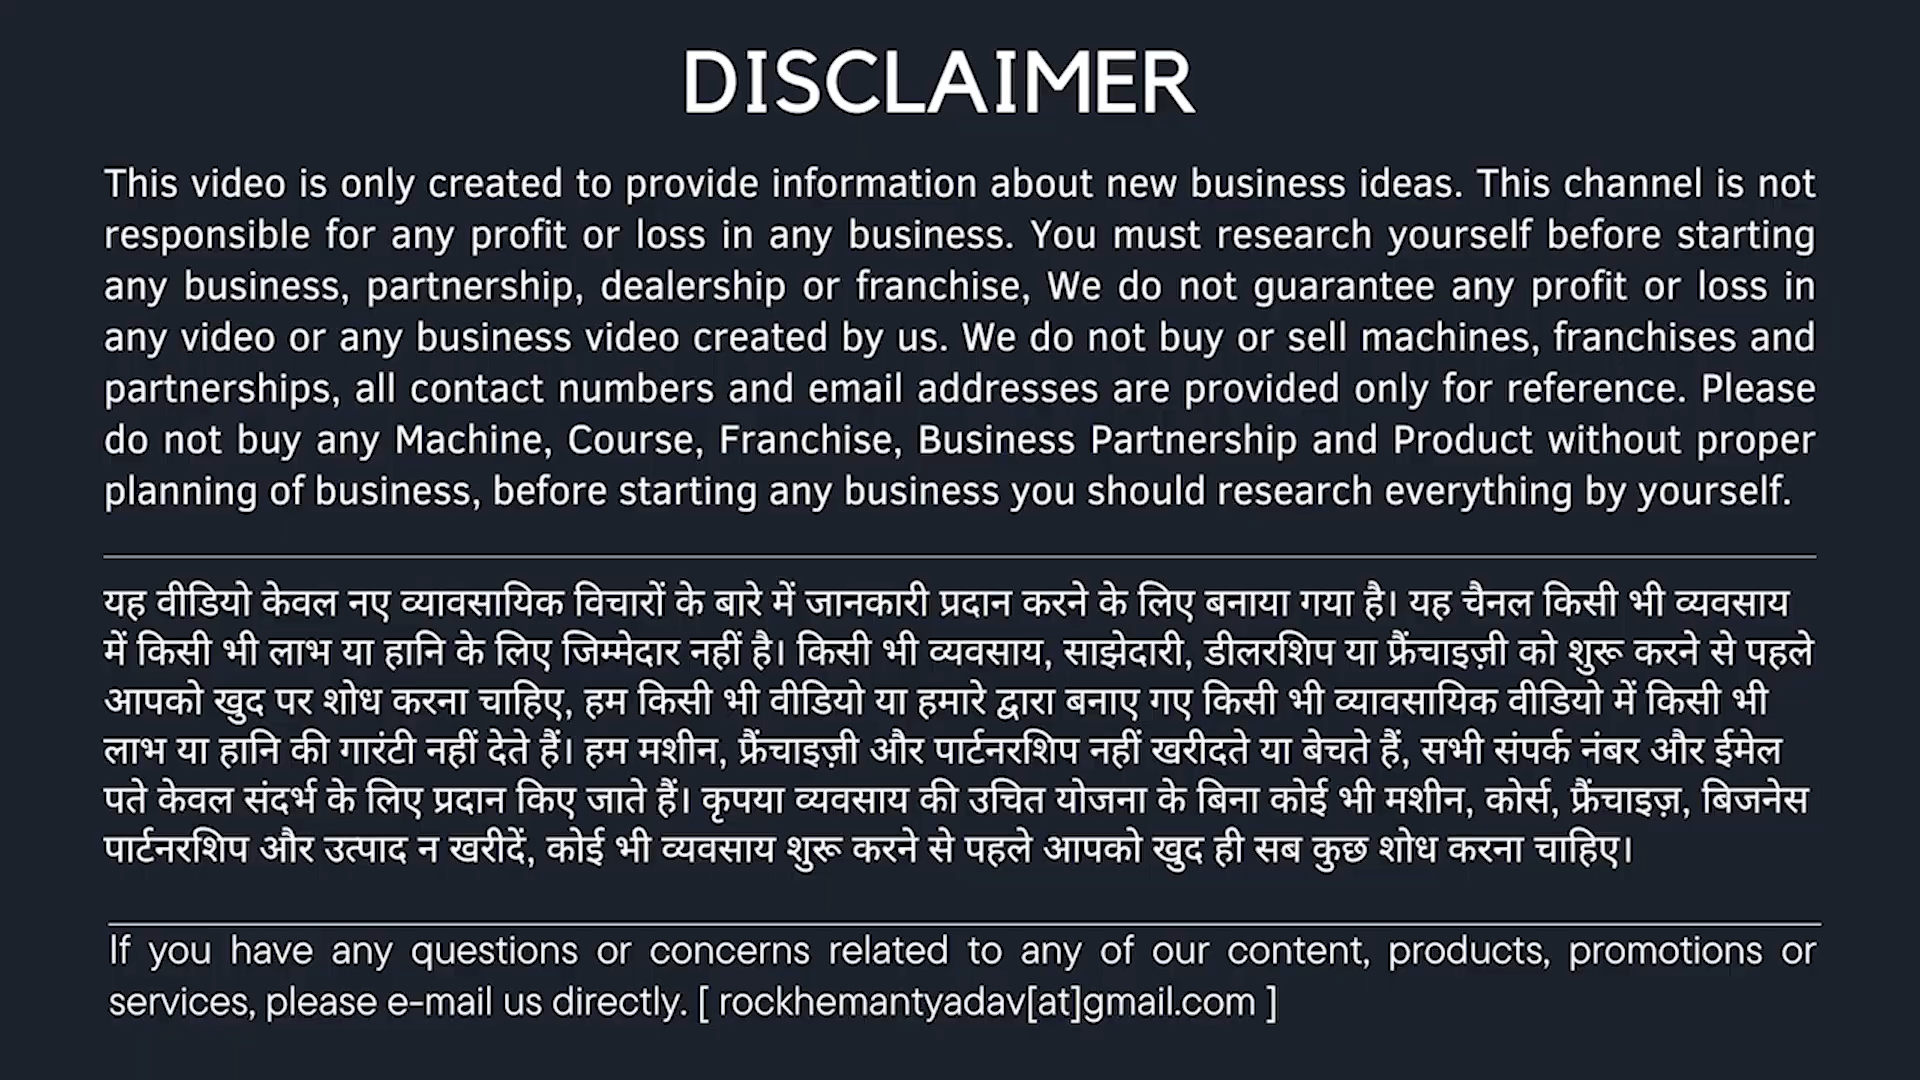 DISCLAIMER
This video is only created to provide information about new business ideas. This channel is not
responsible for any profit or loss in any business. You must research yourself before starting
any business, partnership, dealership or franchise, We do not guarantee any profit or loss in
any video or any business video created by us. We do not buy or sell machines, franchises and
partnerships, all contact numbers and email addresses are provided only for reference. Please
do not buy any Machine, Course, Franchise, Business Partnership and Product without proper
planning of business, before starting any business you should research everything by yourself.
यह वीडियो केवल नए व्यावसायिक विचारों के बारे में जानकारी प्रदान करने के लिए बनाया गया है। यह चैनल किसी भी व्यवसाय
में किसी भी लाभ या हानि के लिए जिम्मेदार नहीं है। किसी भी व्यवसाय, साझेदारी, डीलरशिप या फ्रैंचाइज़ी को शुरू करने से पहले
आपको खुद पर शोध करना चाहिए, हम किसी भी वीडियो या हमारे द्वारा बनाए गए किसी भी व्यावसायिक वीडियो में किसी भी
लाभ या हानि की गारंटी नहीं देते हैं। हम मशीन, फ्रैंचाइज़ी और पार्टनरशिप नहीं खरीदते या बेचते हैं, सभी संपर्क नंबर और ईमेल
पते केवल संदर्भ के लिए प्रदान किए जाते हैं। कृपया व्यवसाय की उचित योजना के बिना कोई भी मशीन, कोर्स, फ्रैंचाइज़, बिजनेस
पार्टनरशिप और उत्पाद न खरीदें, कोई भी व्यवसाय शुरू करने से पहले आपको खुद ही सब कुछ शोध करना चाहिए।
If you have any questions or concerns related to any of our content, products, promotions or
services, please e-mail us directly. [ rockhemantyadav[at]gmail.com ]